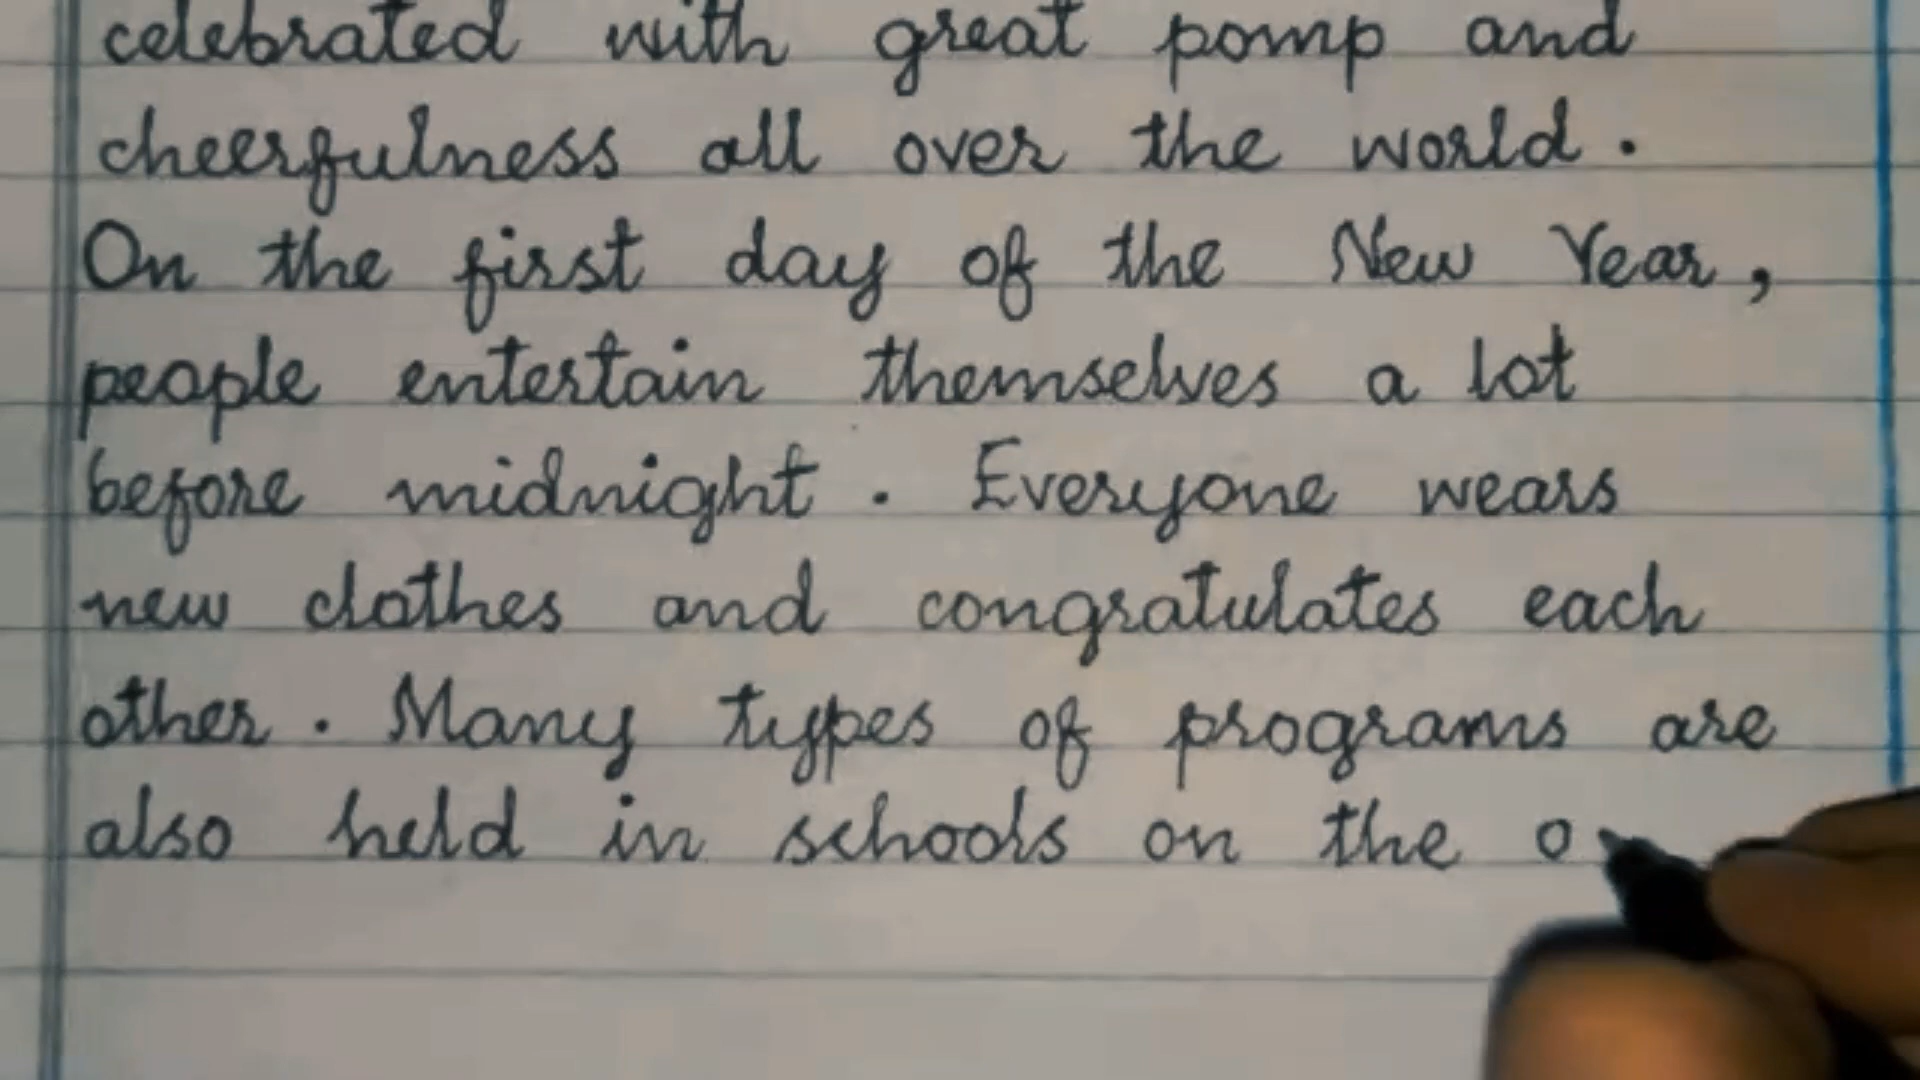 celebrated with great pomp and
cheerfulness all over the world.
On the first day of the New Year,
people entertain themselves a lot
before midnight. Everyone wears
new clothes and congratulates each
other. Many types of programs are
also held in schools on the o